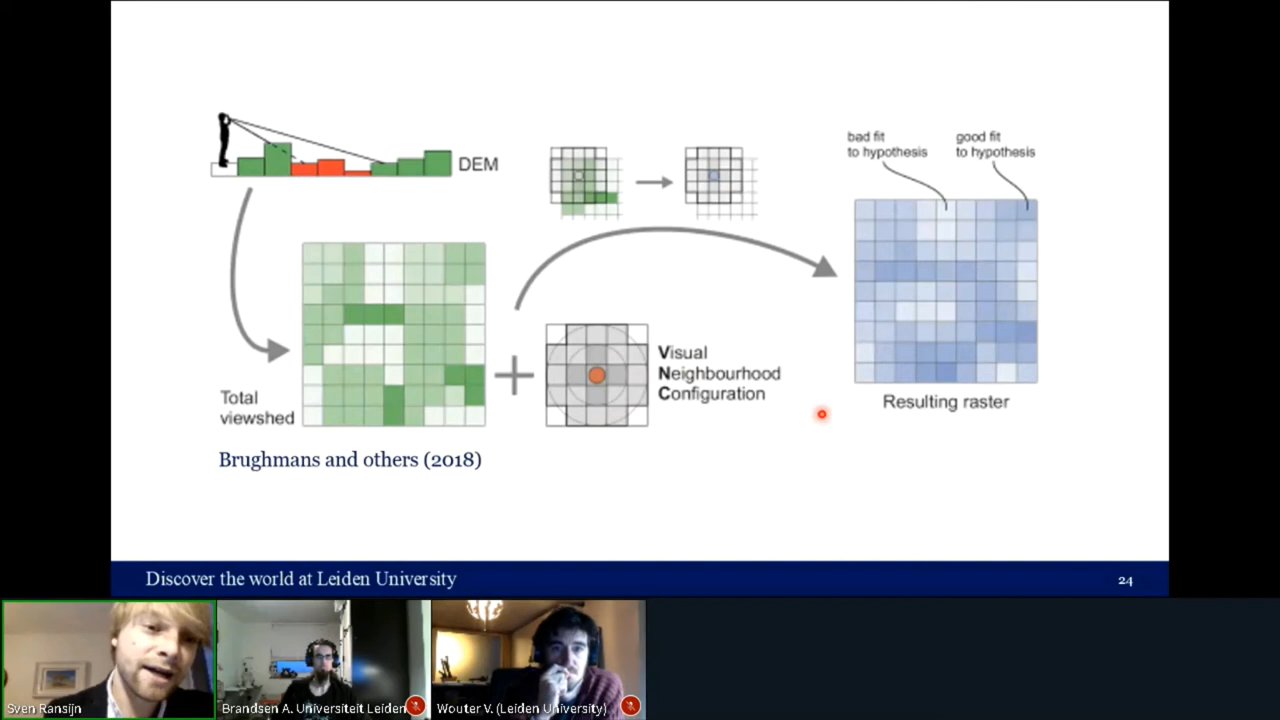 DEM
bad fit
to hypothesis
good fit
to hypothesis
Total
viewshed
Visual
Neighbourhood
Configuration
Resulting raster
Brughmans and others (2018)
Discover the world at Leiden University
24
Sven Ransijn
Brandsen A. Universiteit Leiden
Wouter V. (Leiden University)